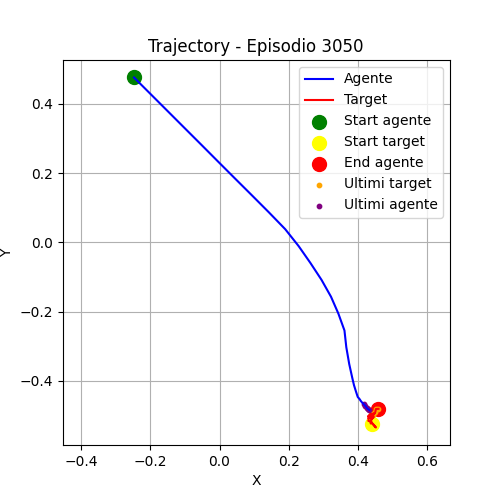 Trajectory - Episodio 3050
Agente
Target
Start agente
Start target
End agente
Ultimi target
Ultimi agente
Y
0.4
0.2
0.0
−0.2
−0.4
−0.4
−0.2
0.0
0.2
0.4
0.6
X